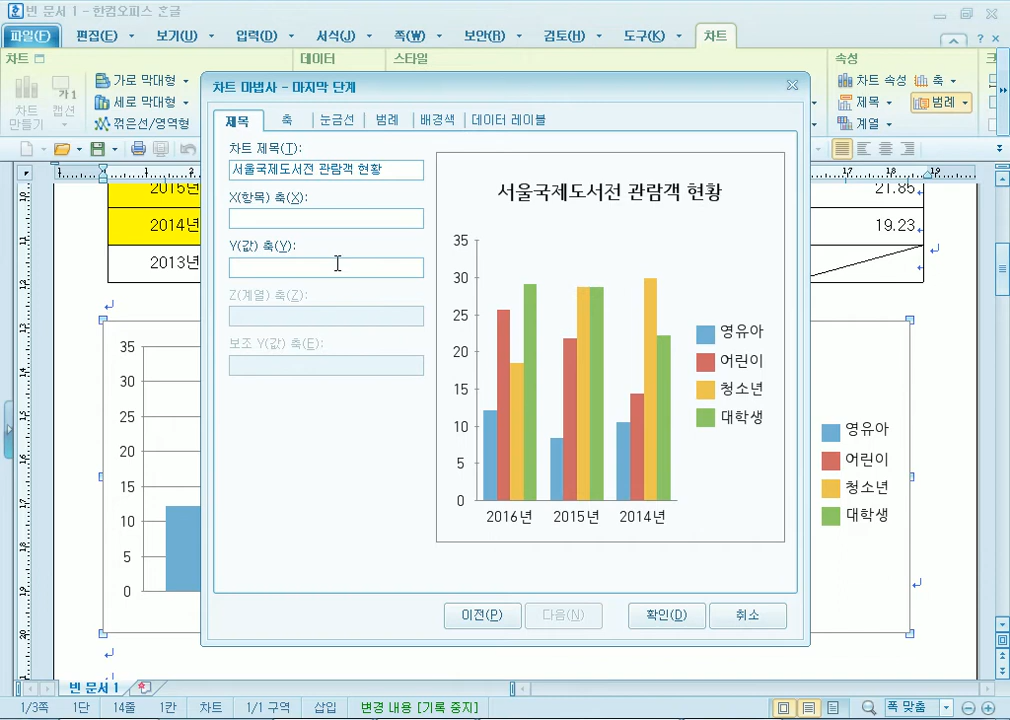 빈 문서 1 - 한컴오피스 한글
파일(F) 편집(E) 보기(U) 입력(D) 서식(J) 쪽(W) 보안(R) 검토(H) 도구(K) 차트
차트 데이터 스타일 속성
차트 만들기
캡션
가로 막대형
세로 막대형
꺾은선/영역형
차트 속성 축
제목 범례
계열
차트 마법사 - 마지막 단계
제목 축 눈금선 범례 배경색 데이터 레이블
차트 제목(T):
서울국제도서전 관람객 현황
X(항목) 축(X):
Y(값) 축(Y):
Z(계열) 축(Z):
보조 Y(값) 축(E):
서울국제도서전 관람객 현황
35
30
25
20
15
10
5
0
2016년 2015년 2014년
영유아
어린이
청소년
대학생
이전(P) 다음(N) 확인(D) 취소
2015년 21.85
2014년 19.23
2013년
35
30
25
20
15
10
5
0
영유아
어린이
청소년
대학생
빈 문서 1
1/3쪽 1단 14줄 1칸 차트 1/1 구역 삽입 변경 내용 [기록 중지] 폭 맞춤